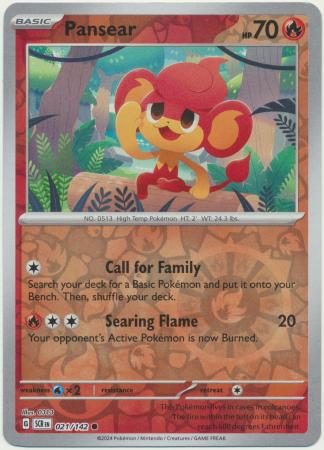 BASIC
Pansear
HP 70
NO. 0513 High Temp Pokémon HT: 2' WT: 24.3 lbs.
Call for Family
Search your deck for a Basic Pokémon and put it onto
your Bench. Then, shuffle your deck.
Searing Flame 20
Your opponent's Active Pokémon is now Burned.
weakness ×2 resistance retreat
Illus. 0313
This Pokémon lives in caves in volcanoes.
The fire within the tuft on its head can
reach 600 degrees Fahrenheit.
G SCR EN 021/142
©2024 Pokémon / Nintendo / Creatures / GAME FREAK